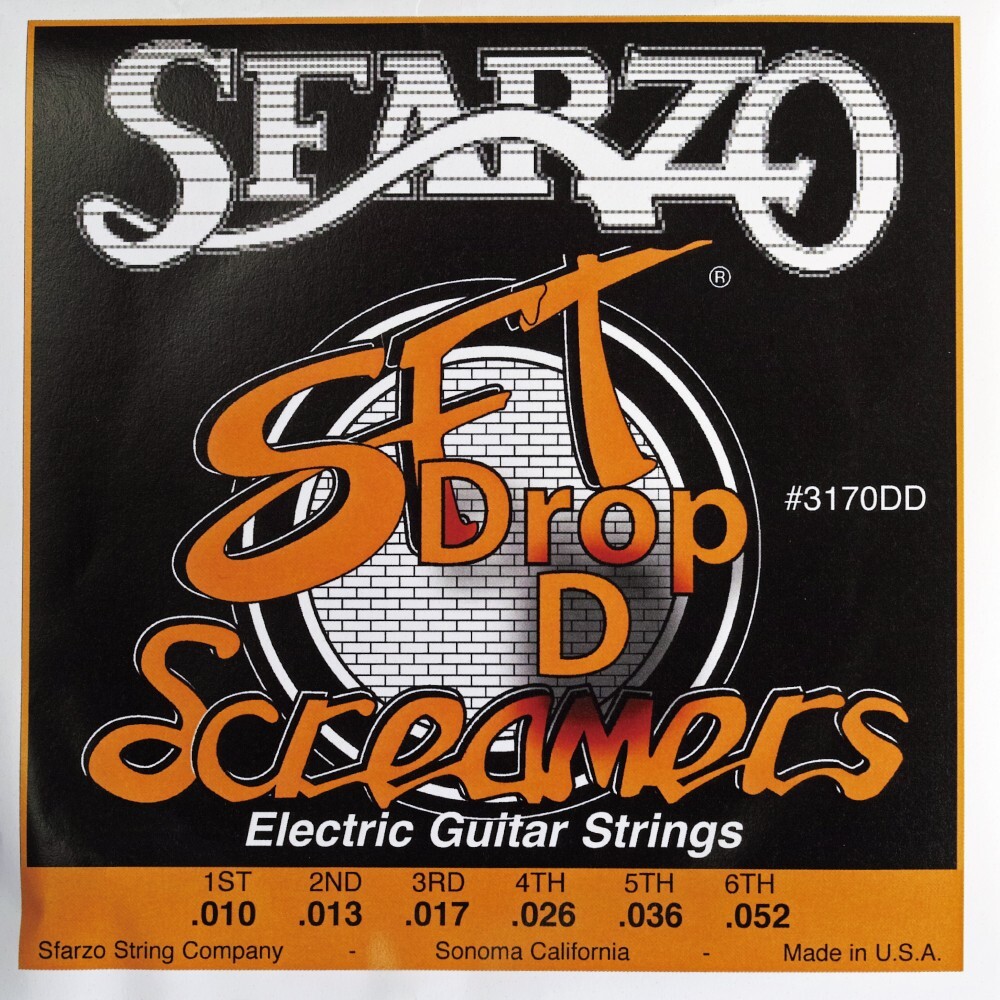 SFARZO
®
SFT
Drop
D
#3170DD
Screamers
Electric Guitar Strings
1ST 2ND 3RD 4TH 5TH 6TH
.010 .013 .017 .026 .036 .052
Sfarzo String Company - Sonoma California - Made in U.S.A.